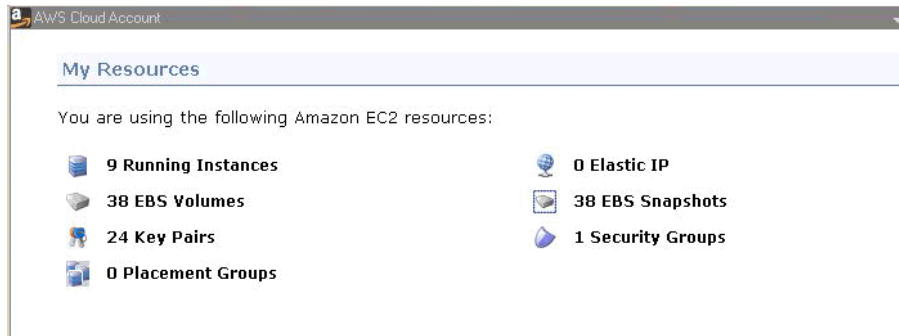 a AWS Cloud Account
My Resources
You are using the following Amazon EC2 resources:
9 Running Instances
0 Elastic IP
38 EBS Volumes
38 EBS Snapshots
24 Key Pairs
1 Security Groups
0 Placement Groups